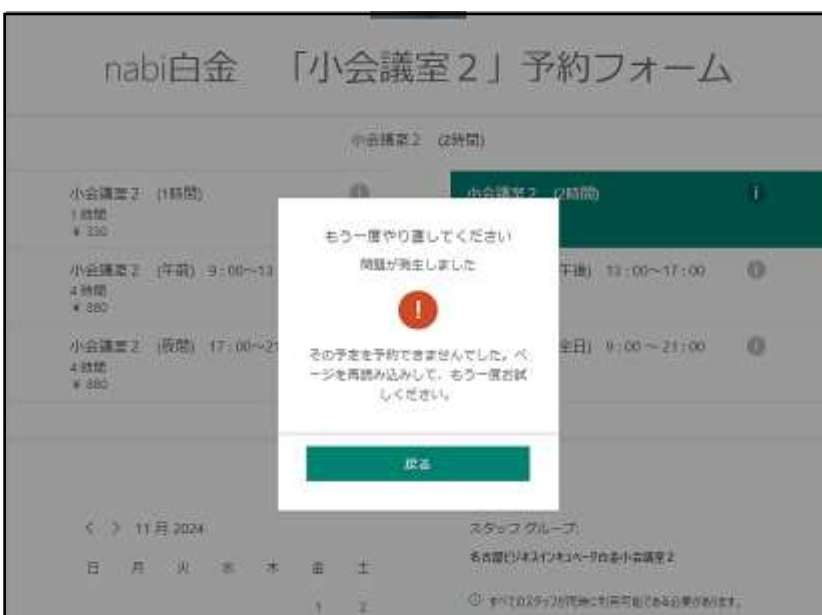 nabi白金 「小会議室２」予約フォーム
小会議室２ (2時間)
小会議室２ (1時間)
1 時間
¥ 330
小会議室２ (2時間)
小会議室２ (午前) 9:00～13
4 時間
¥ 880
午後) 13:00～17:00
小会議室２ (夜間) 17:00～21
4 時間
¥ 880
全日) 9:00～21:00
もう一度やり直してください
問題が発生しました
!
その予定を予約できませんでした。ペ
ージを再読み込みして、もう一度お試
しください。
戻る
< > 11月 2024
日 月 火 水 木 金 土
1 2
スタッフ グループ:
名古屋ビジネスインキュベータ白金小会議室２
すべてのスタッフが同時に利用可能である必要があります。